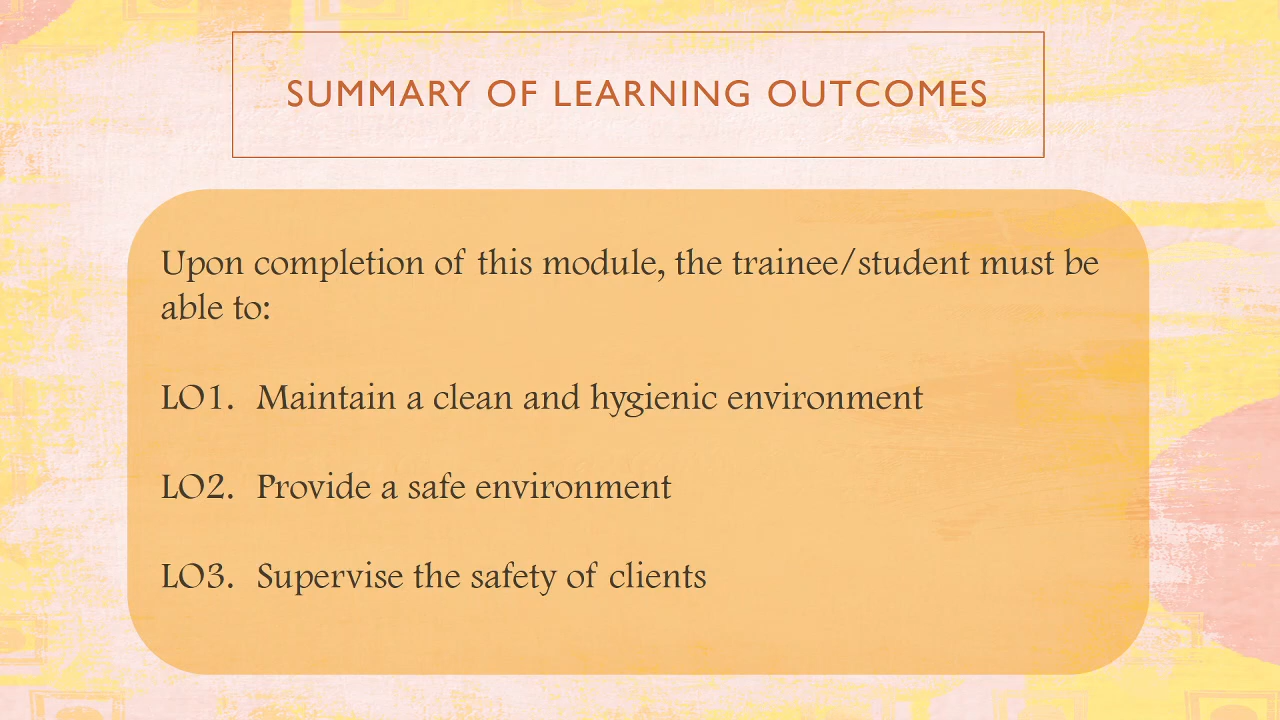 SUMMARY OF LEARNING OUTCOMES
Upon completion of this module, the trainee/student must be
able to:
LO1. Maintain a clean and hygienic environment
LO2. Provide a safe environment
LO3. Supervise the safety of clients